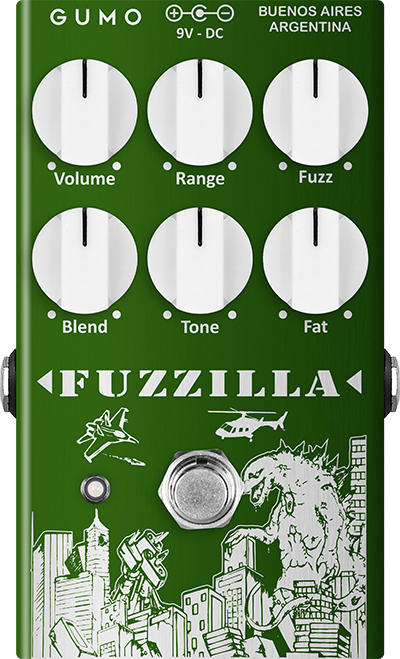 GUMO
9V - DC
BUENOS AIRES
ARGENTINA
Volume Range Fuzz
Blend Tone Fat
FUZZILLA